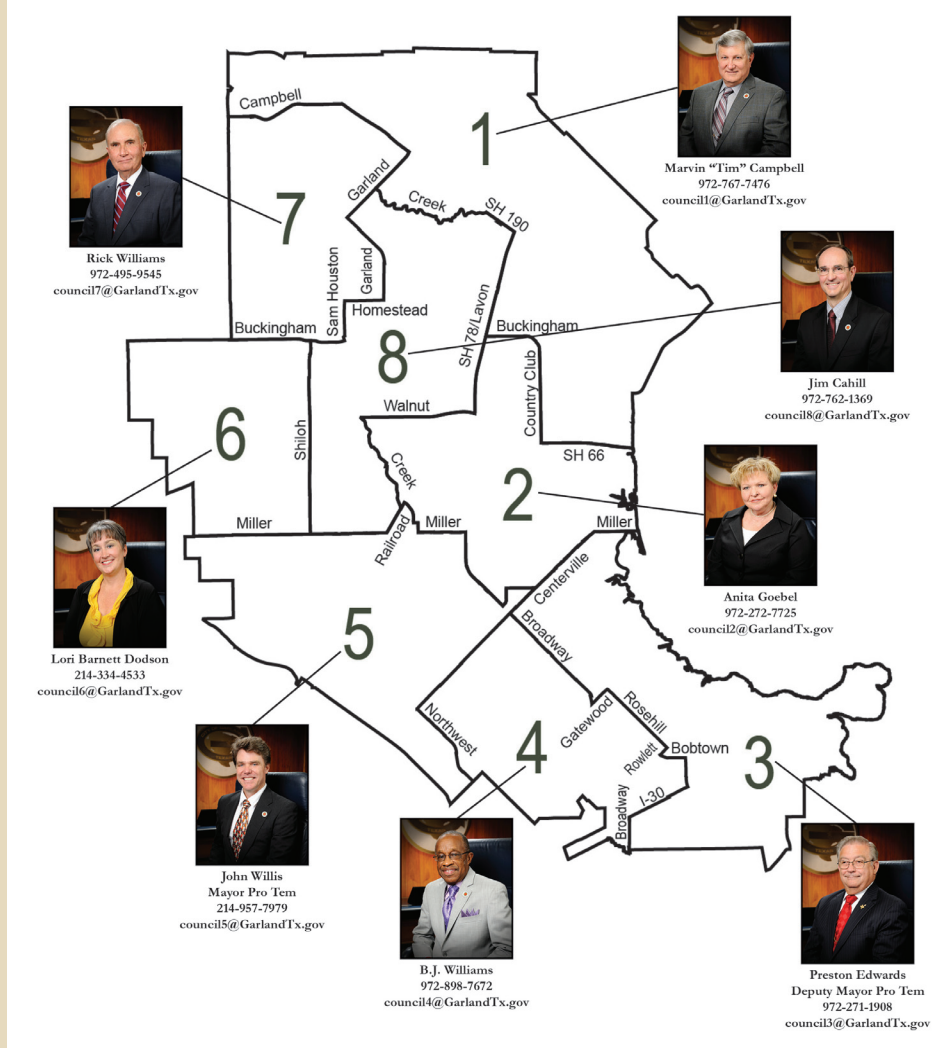 Campbell
1
Marvin “Tim” Campbell
972-767-7476
council1@GarlandTx.gov
Garland
Creek
SH 190
7
Rick Williams
972-495-9545
council7@GarlandTx.gov
Sam Houston
Garland
Homestead
SH 78/Lavon
Buckingham
Buckingham
8
Jim Cahill
972-762-1369
council8@GarlandTx.gov
Country Club
Walnut
6
Shiloh
Creek
SH 66
2
Miller
Railroad
Miller
Miller
Centerville
Anita Goebel
972-272-7725
council2@GarlandTx.gov
Lori Barnett Dodson
214-334-4533
council6@GarlandTx.gov
5
Broadway
Northwest
4
Gatewood
Rosehill
Rowlett
Bobtown
3
I-30
Broadway
John Willis
Mayor Pro Tem
214-957-7979
council5@GarlandTx.gov
B.J. Williams
972-898-7672
council4@GarlandTx.gov
Preston Edwards
Deputy Mayor Pro Tem
972-271-1908
council3@GarlandTx.gov